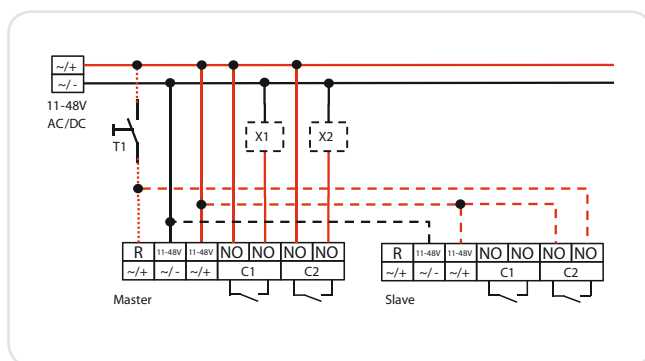 ~/+
~/-
11-48V
AC/DC
T1
X1
X2
R 11-48V 11-48V NO NO NO NO
~/+ ~/- ~/+ C1 C2
Master
R 11-48V 11-48V NO NO NO NO
~/+ ~/- ~/+ C1 C2
Slave